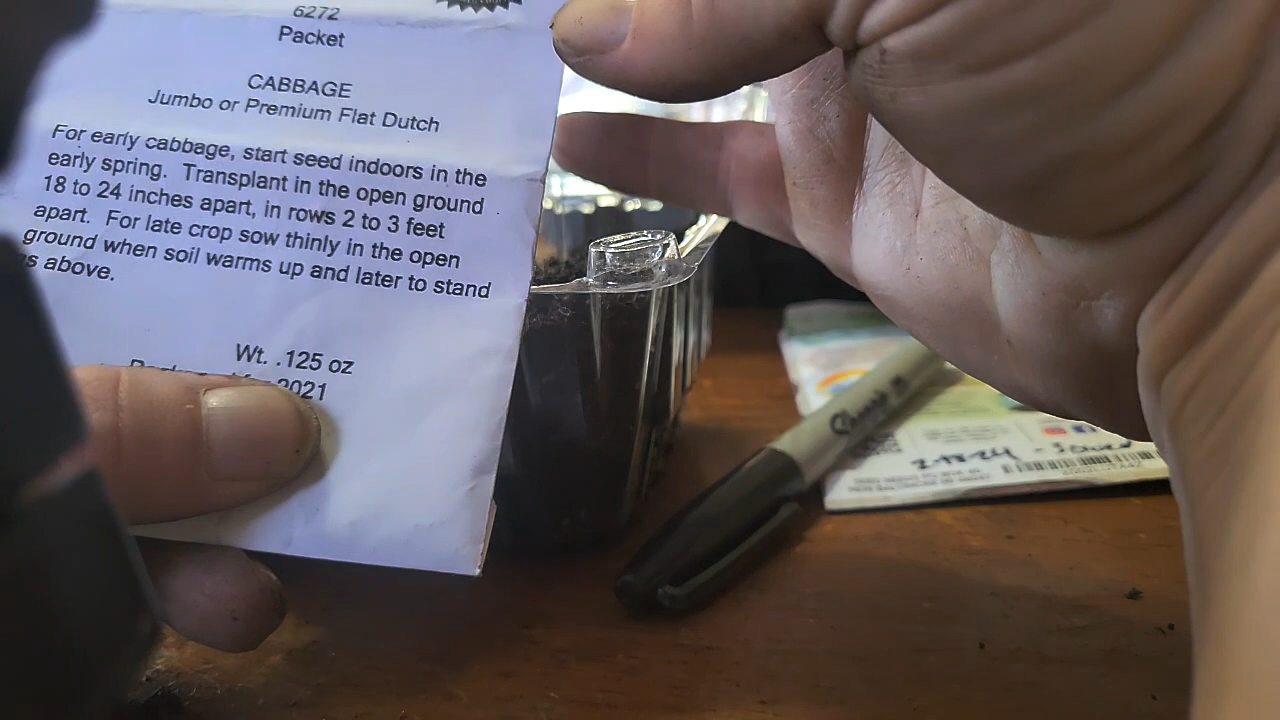 6272
Packet
CABBAGE
Jumbo or Premium Flat Dutch
For early cabbage, start seed indoors in the
early spring. Transplant in the open ground
18 to 24 inches apart, in rows 2 to 3 feet
apart. For late crop sow thinly in the open
ground when soil warms up and later to stand
above.
Wt. .125 oz
2021
Sharpie